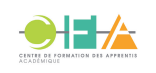 CFA
CENTRE DE FORMATION DES APPRENTIS
ACADÉMIQUE